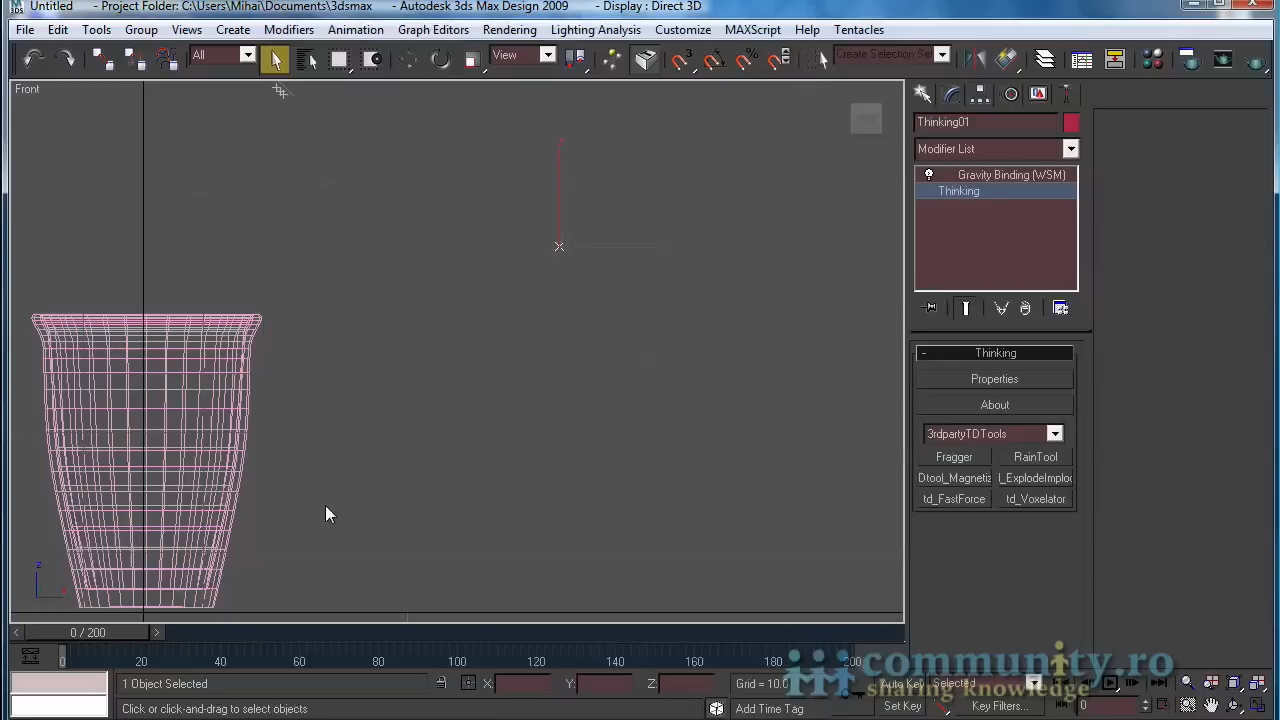 Untitled - Project Folder: C:\Users\Mihai\Documents\3dsmax - Autodesk 3ds Max Design 2009 - Display : Direct 3D
File Edit Tools Group Views Create Modifiers Animation Graph Editors Rendering Lighting Analysis Customize MAXScript Help Tentacles
All View Create Selection Set
Front
Thinking01
Modifier List
Gravity Binding (WSM)
Thinking
Thinking
Properties
About
3rdpartyTDTools
Fragger RainTool
Dtool_Magnetiz l_ExplodeImplod
td_FastForce td_Voxelator
z
x
0 / 200
0 20 40 60 80 100 120 140 160 180 200
community.ro
sharing knowledge
1 Object Selected X: Y: Z: Grid = 10.0 Auto Key Selected
Click or click-and-drag to select objects Add Time Tag Set Key Key Filters... 0